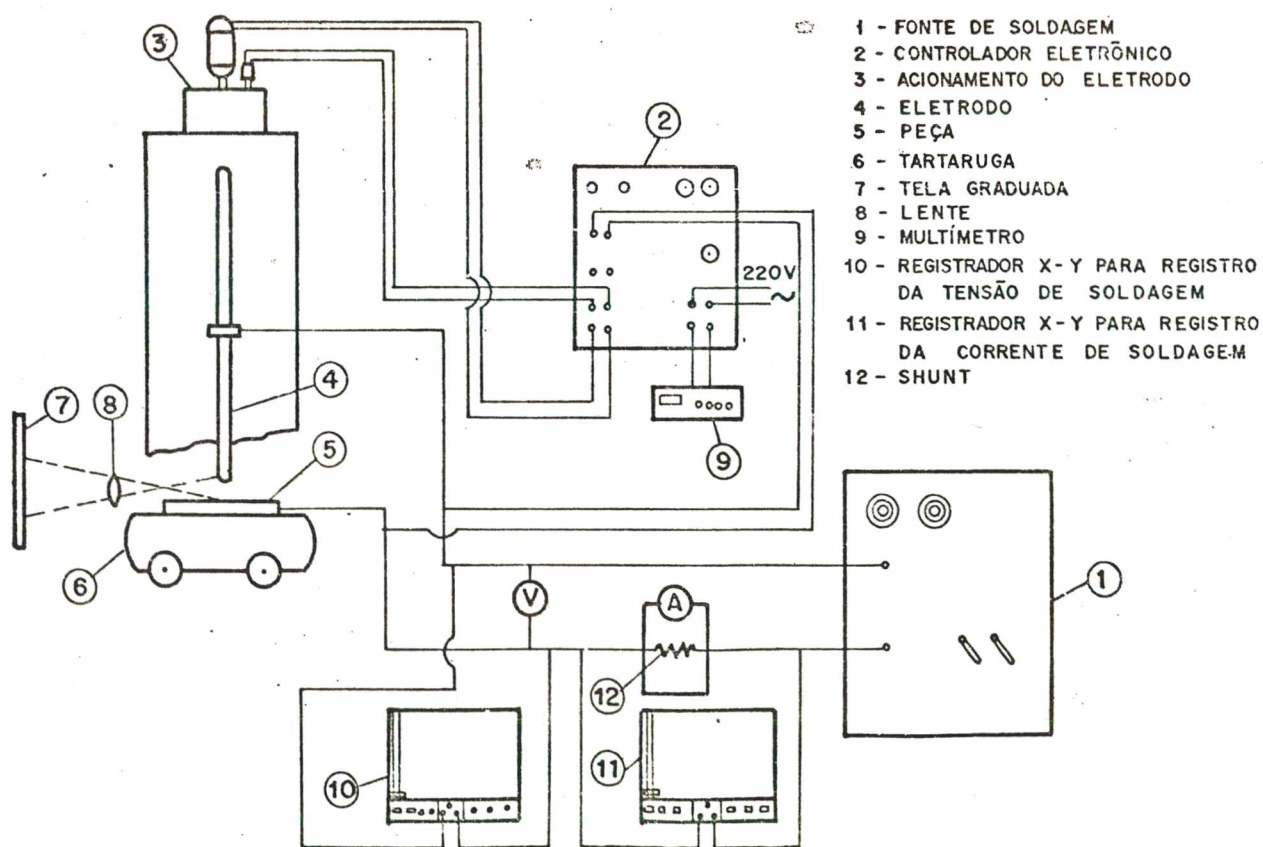 1 - FONTE DE SOLDAGEM
2 - CONTROLADOR ELETRÔNICO
3 - ACIONAMENTO DO ELETRODO
4 - ELETRODO
5 - PEÇA
6 - TARTARUGA
7 - TELA GRADUADA
8 - LENTE
9 - MULTÍMETRO
10 - REGISTRADOR X-Y PARA REGISTRO
DA TENSÃO DE SOLDAGEM
11 - REGISTRADOR X-Y PARA REGISTRO
DA CORRENTE DE SOLDAGEM
12 - SHUNT
3
2
220V
~
4
7
8
5
9
6
V
A
1
12
10
11